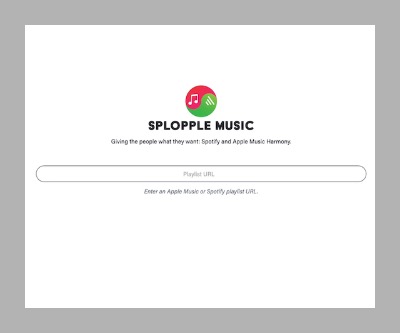 SPLOPPLE MUSIC
Giving the people what they want: Spotify and Apple Music Harmony.
Playlist URL
Enter an Apple Music or Spotify playlist URL.